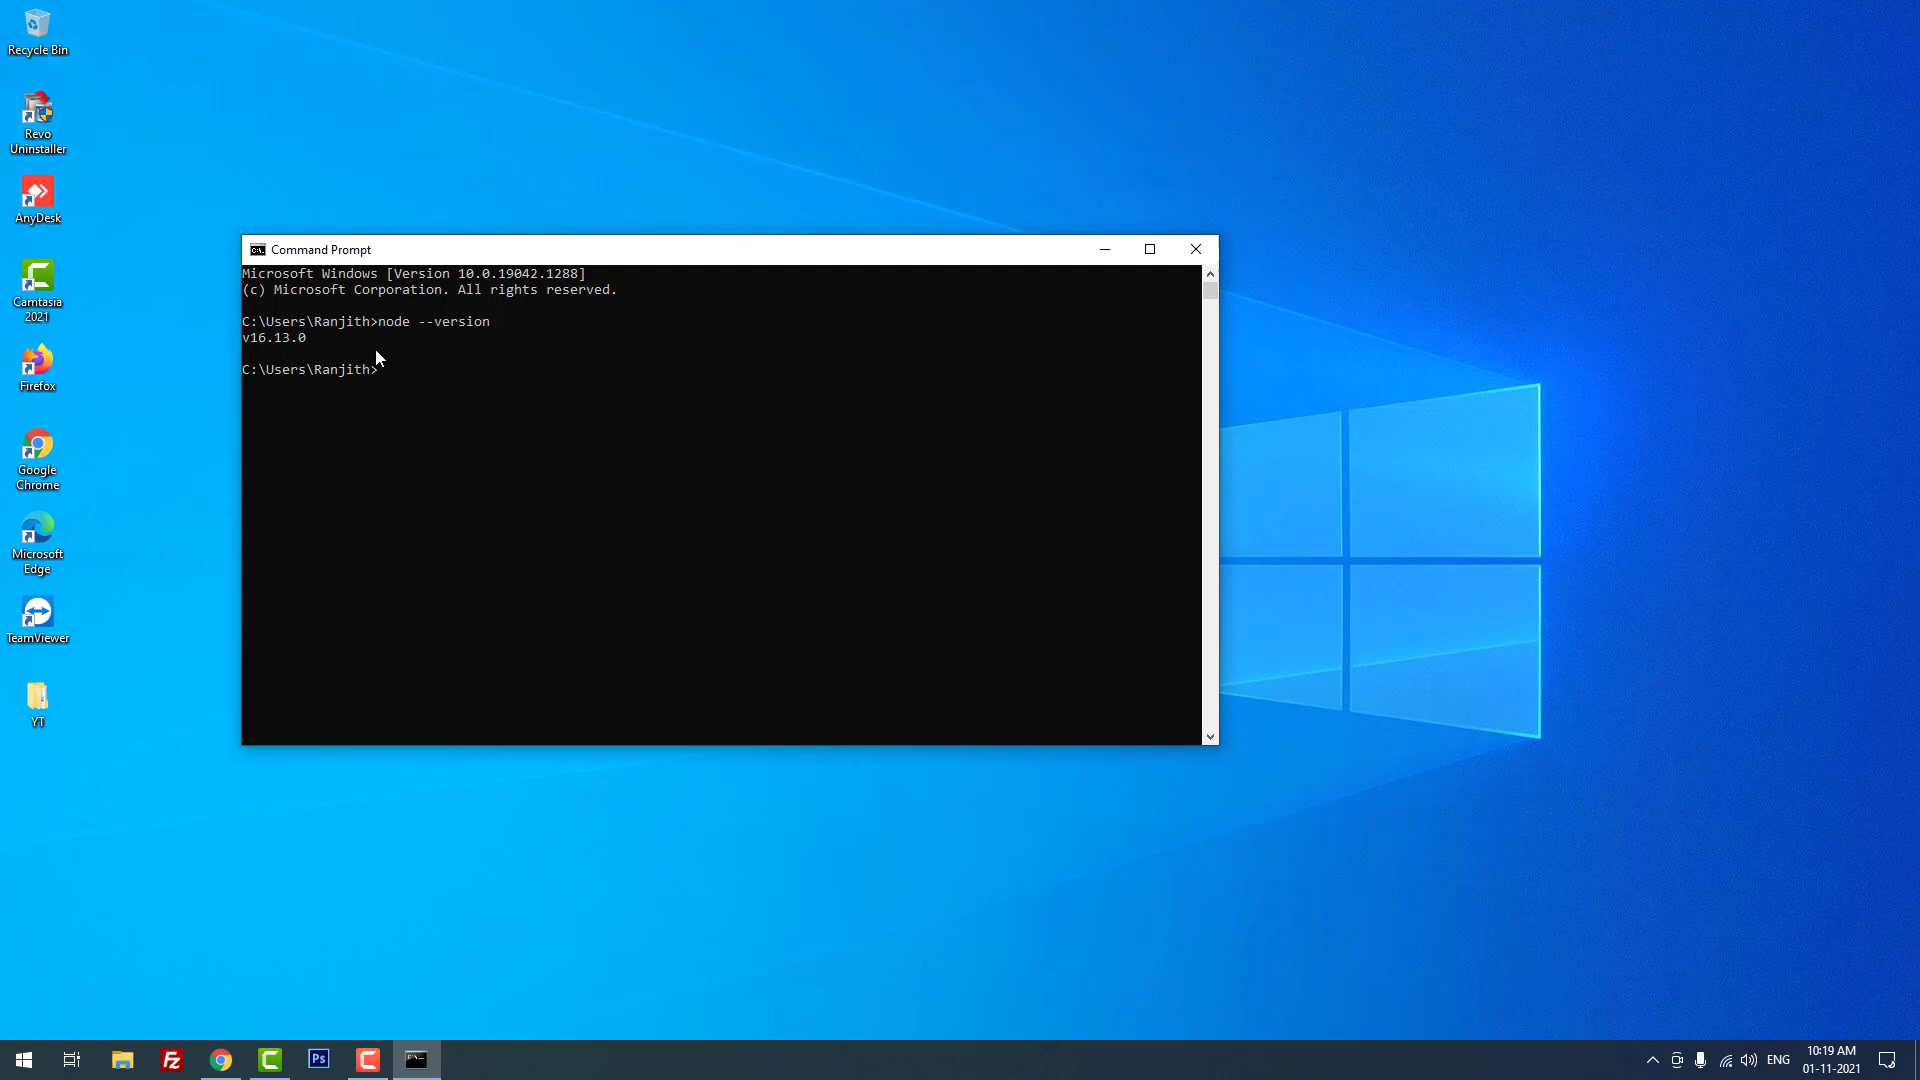 Recycle Bin
Revo
Uninstaller
AnyDesk
Camtasia
2021
Firefox
Google
Chrome
Microsoft
Edge
TeamViewer
YT
Command Prompt
Microsoft Windows [Version 10.0.19042.1288]
(c) Microsoft Corporation. All rights reserved.
C:\Users\Ranjith>node --version
v16.13.0
C:\Users\Ranjith>
Fz
Ps
ENG
10:19 AM
01-11-2021